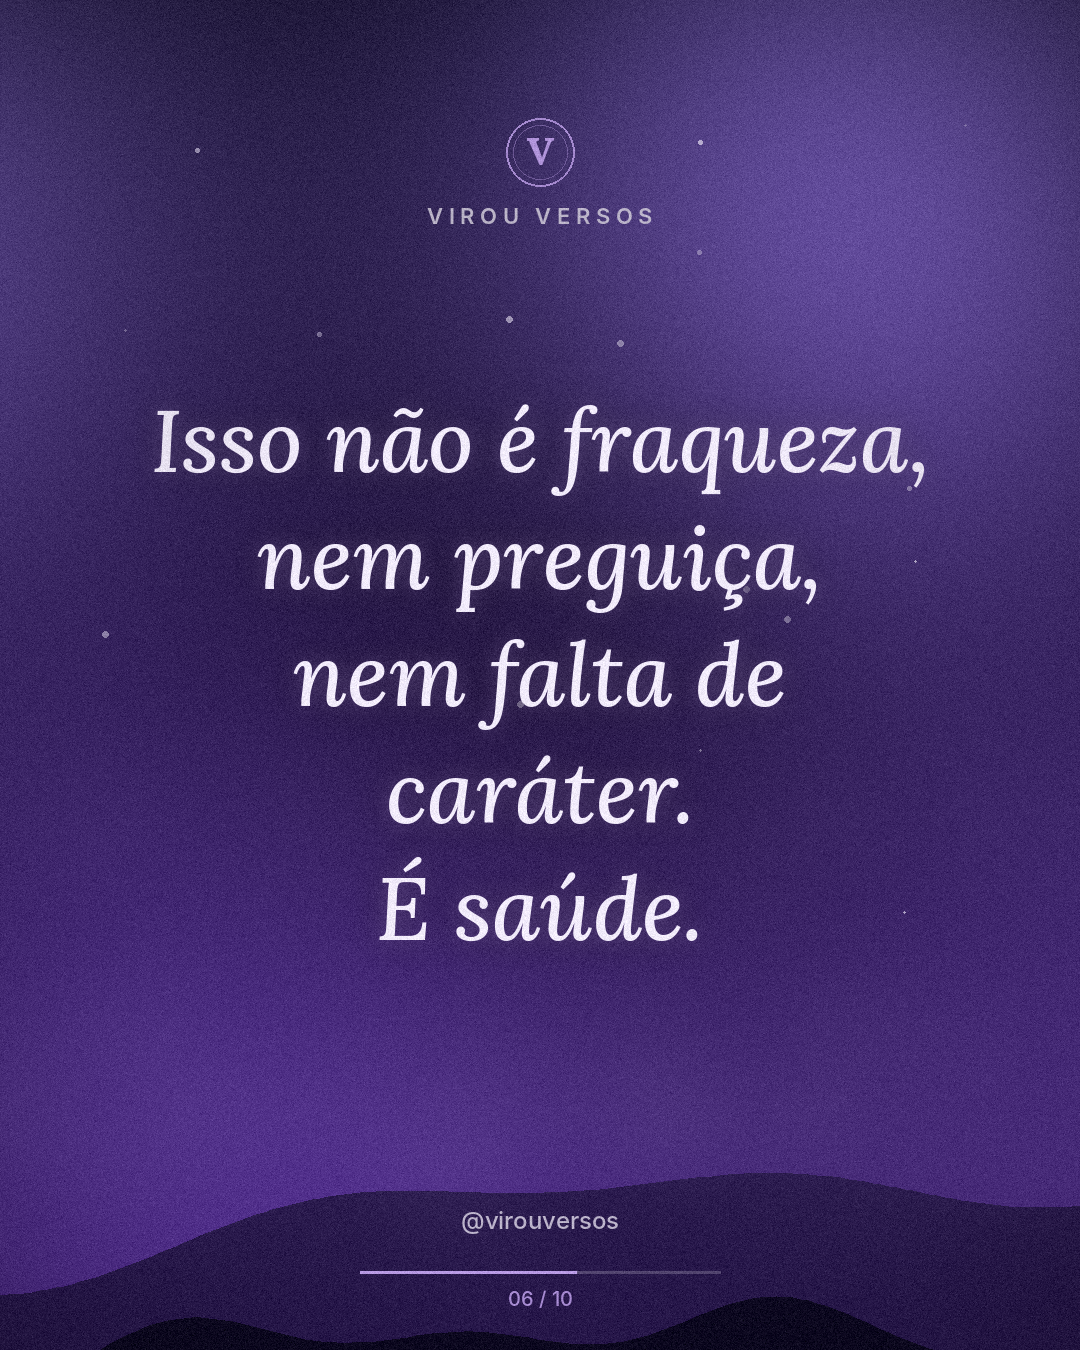 V
VIROU VERSOS
Isso não é fraqueza,
nem preguiça,
nem falta de
caráter.
É saúde.
@virouversos
06 / 10